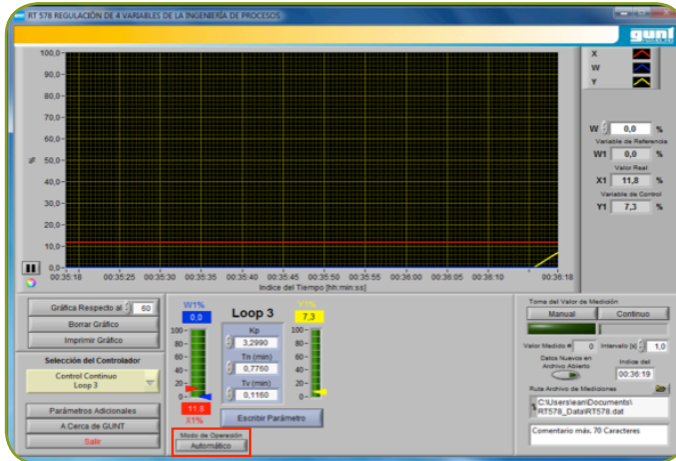 RT 578 REGULACIÓN DE 4 VARIABLES DE LA INGENIERÍA DE PROCESOS
gunt
100,0
90,0
80,0
70,0
60,0
50,0
40,0
30,0
20,0
10,0
0,0
%
00:35:18 00:35:25 00:35:30 00:35:35 00:35:40 00:35:45 00:35:50 00:35:55 00:36:00 00:36:05 00:36:10 00:36:18
Indice del Tiempo [hh:min:ss]
X
W
Y
W 0,0 %
Variable de Referencia
W1 0,0 %
Valor Real
X1 11,8 %
Variable de Control
Y1 7,3 %
Gráfica Respecto al 60
Borrar Gráfico
Imprimir Gráfico
Selección del Controlador
Control Continuo
Loop 3
Parámetros Adicionales
A Cerca de GUNT
Salir
W1%
0,0
100
80
60
40
20
0
11.8
X1%
Loop 3
Kp
3,2990
Tn (min)
0,7760
Tv (min)
0,1160
Escribir Parámetro
Y1%
7,3
100
80
60
40
20
0
Modo de Operación
Automático
Toma del Valor de Medición
Manual Continuo
Valor Medido # 0 Intervalo [s] 1,0
Datos Nuevos en
Archivo Abierto
Indice del
00:36:19
Ruta Archivo de Mediciones
C:\Users\ean\Documents\
RT578_Data\RT578.dat
Comentario máx. 70 Caracteres